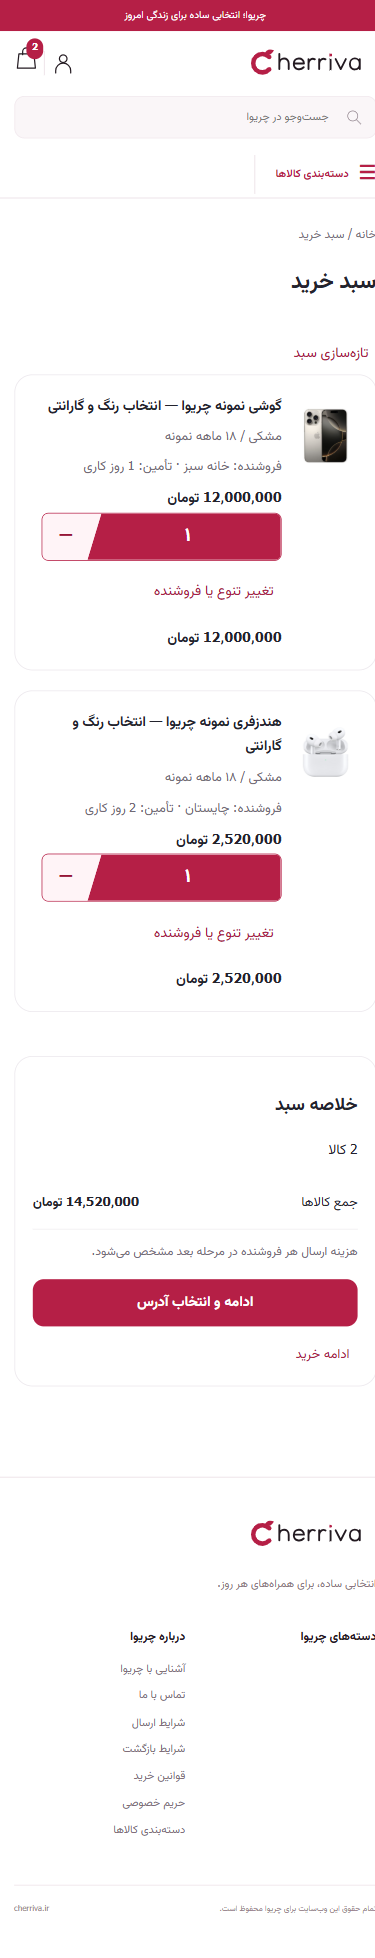 چریوا؛ انتخابی ساده برای زندگی امروز
Cherriva
2
جست‌وجو در چریوا
دسته‌بندی کالاها
خانه / سبد خرید
سبد خرید
تازه‌سازی سبد
گوشی نمونه چریوا — انتخاب رنگ و گارانتی
مشکی / ۱۸ ماهه نمونه
فروشنده: خانه سبز · تأمین: 1 روز کاری
12,000,000 تومان
۱ −
تغییر تنوع یا فروشنده
12,000,000 تومان
هندزفری نمونه چریوا — انتخاب رنگ و
گارانتی
مشکی / ۱۸ ماهه نمونه
فروشنده: چایستان · تأمین: 2 روز کاری
2,520,000 تومان
۱ −
تغییر تنوع یا فروشنده
2,520,000 تومان
خلاصه سبد
2 کالا
جمع کالاها 14,520,000 تومان
هزینه ارسال هر فروشنده در مرحله بعد مشخص می‌شود.
ادامه و انتخاب آدرس
ادامه خرید
Cherriva
انتخابی ساده، برای همراه‌های هر روز.
دسته‌های چریوا
درباره چریوا
آشنایی با چریوا
تماس با ما
شرایط ارسال
شرایط بازگشت
قوانین خرید
حریم خصوصی
دسته‌بندی کالاها
تمام حقوق این وب‌سایت برای چریوا محفوظ است.
cherriva.ir